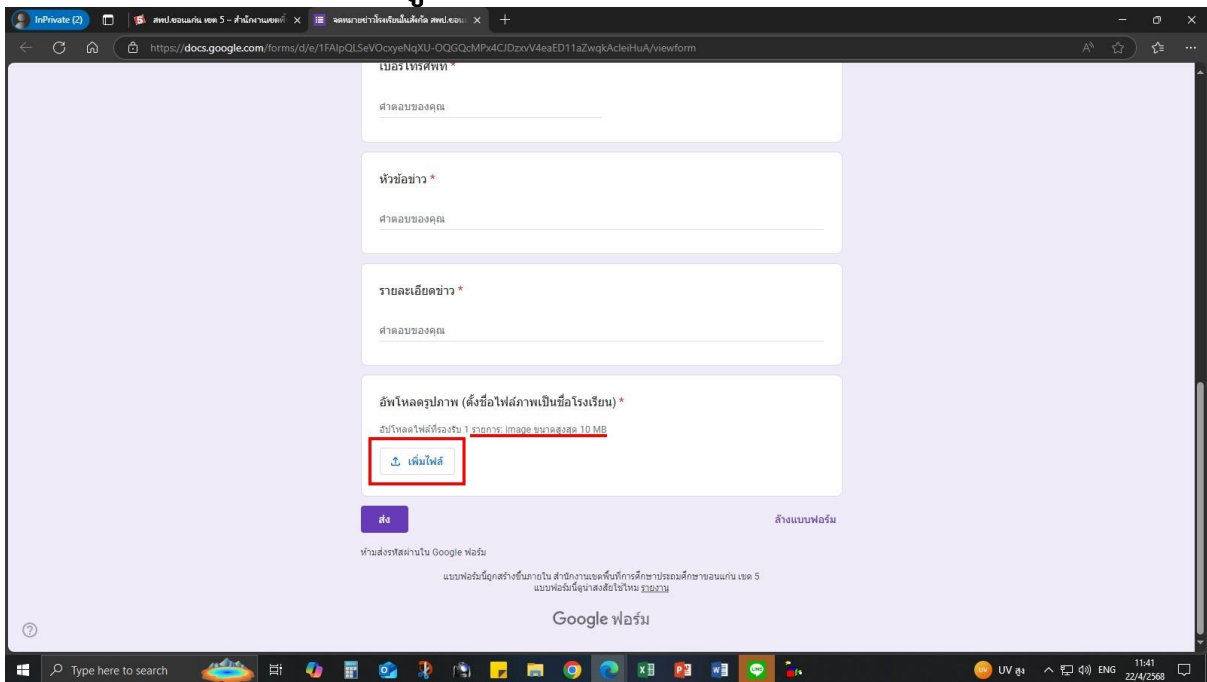 InPrivate (2)
สพป.ขอนแก่น เขต 5 – สำนักงานเขตพื้
จดหมายข่าวโรงเรียนในสังกัด สพป.ขอน
https://docs.google.com/forms/d/e/1FAIpQLSeVOcxyeNqXU-OQGQcMPx4CJDzxvV4eaED11aZwqkAcleiHuA/viewform
เบอร์โทรศัพท์ *
คำตอบของคุณ
หัวข้อข่าว *
คำตอบของคุณ
รายละเอียดข่าว *
คำตอบของคุณ
อัพโหลดรูปภาพ (ตั้งชื่อไฟล์ภาพเป็นชื่อโรงเรียน) *
อัปโหลดไฟล์ที่รองรับ 1 รายการ: image ขนาดสูงสุด 10 MB
เพิ่มไฟล์
ส่ง
ล้างแบบฟอร์ม
ห้ามส่งรหัสผ่านใน Google ฟอร์ม
แบบฟอร์มนี้ถูกสร้างขึ้นภายใน สำนักงานเขตพื้นที่การศึกษาประถมศึกษาขอนแก่น เขต 5
แบบฟอร์มนี้ดูน่าสงสัยใช่ไหม รายงาน
Google ฟอร์ม
Type here to search
UV สูง
ENG
11:41
22/4/2568